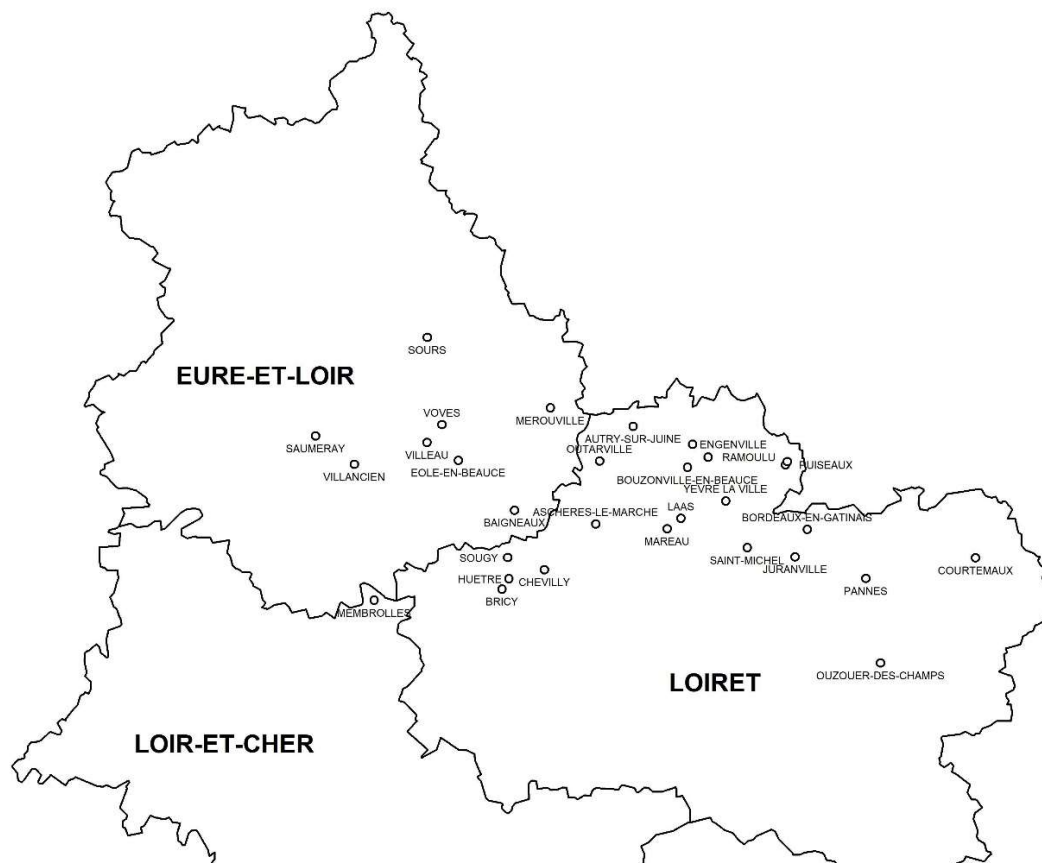 SOURS
EURE-ET-LOIR
MEROUVILLE
VOVES
AUTRY-SUR-JUINE
SAUMERAY
VILLEAU
ENGENVILLE
OUTARVILLE
RAMOULU
PUISEAUX
EOLE-EN-BEAUCE
VILLANCIEN
BOUZONVILLE-EN-BEAUCE
YEVRE LA VILLE
LAAS
ASCHERES-LE-MARCHE
BORDEAUX-EN-GATINAIS
BAIGNEAUX
MAREAU
SOUGY
SAINT-MICHEL
JURANVILLE
COURTEMAUX
HUETRE
CHEVILLY
PANNES
BRICY
MEMBROLLES
OUZOUER-DES-CHAMPS
LOIRET
LOIR-ET-CHER